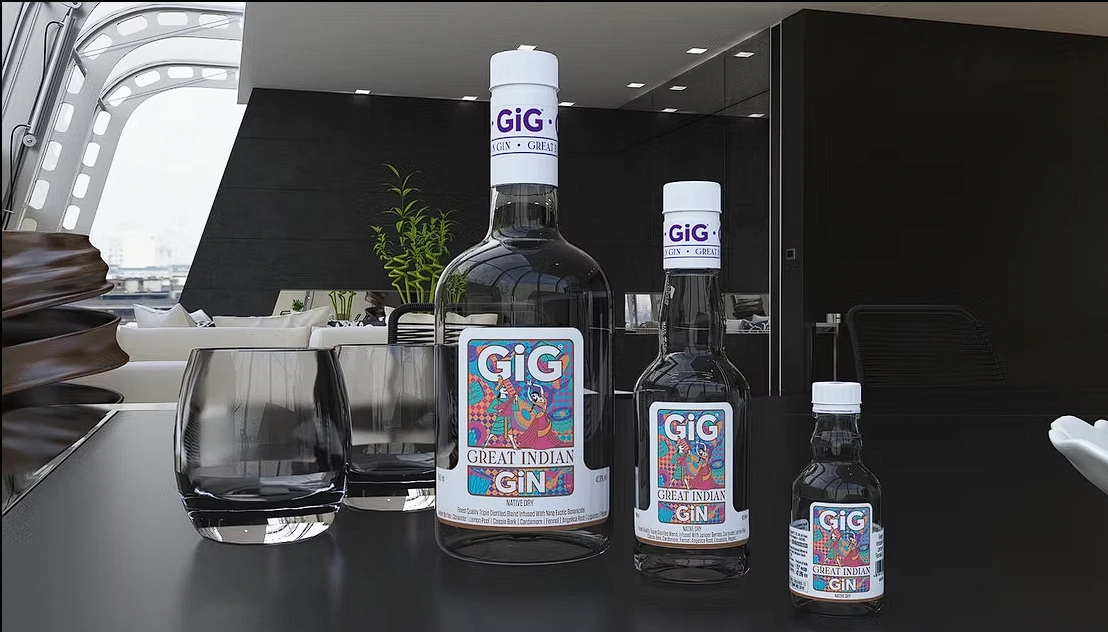 GiG
N GIN • GREAT I
GiG
GREAT INDIAN
GiN
NATIVE DRY
Finest Quality Triple Distilled Blend Infused With Nine Exotic Botanicals
Coriander | Lemon Peel | Cassia Bark | Cardamom | Fennel | Angelica Root
GiG
N GIN • GREAT
GiG
GREAT INDIAN
GiN
NATIVE DRY
GiG
GREAT INDIAN
GiN
NATIVE DRY